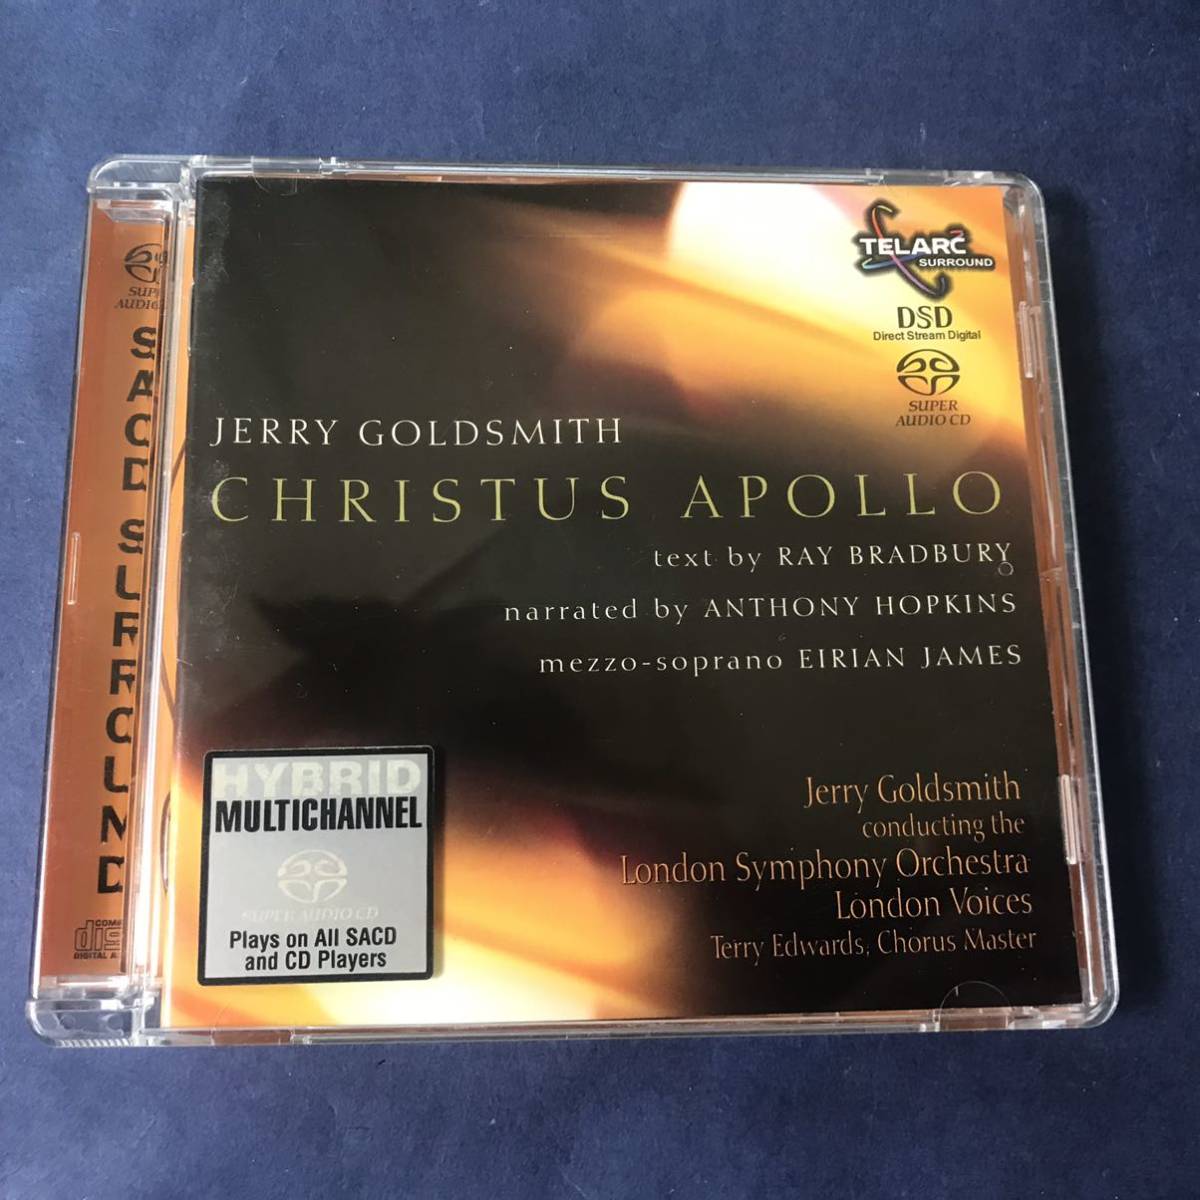 TELARC
SURROUND
DSD
Direct Stream Digital
SUPER
AUDIO CD
JERRY GOLDSMITH
CHRISTUS APOLLO
text by RAY BRADBURY
narrated by ANTHONY HOPKINS
mezzo-soprano EIRIAN JAMES
Jerry Goldsmith
conducting the
London Symphony Orchestra
London Voices
Terry Edwards, Chorus Master
HYBRID
MULTICHANNEL
SUPER AUDIO CD
Plays on All SACD
and CD Players
SACD SURROUND